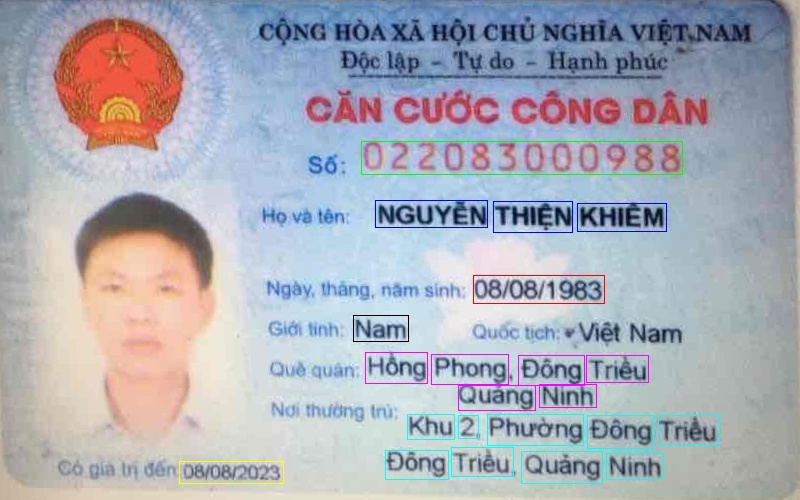 CỘNG HÒA XÃ HỘI CHỦ NGHĨA VIỆT NAM
Độc lập - Tự do - Hạnh phúc
CĂN CƯỚC CÔNG DÂN
Số: 022083000988
Họ và tên: NGUYỄN THIỆN KHIÊM
Ngày, tháng, năm sinh: 08/08/1983
Giới tính: Nam Quốc tịch: Việt Nam
Quê quán: Hồng Phong, Đông Triều
Quảng Ninh
Nơi thường trú: Khu 2, Phường Đông Triều
Đông Triều, Quảng Ninh
Có giá trị đến: 08/08/2023